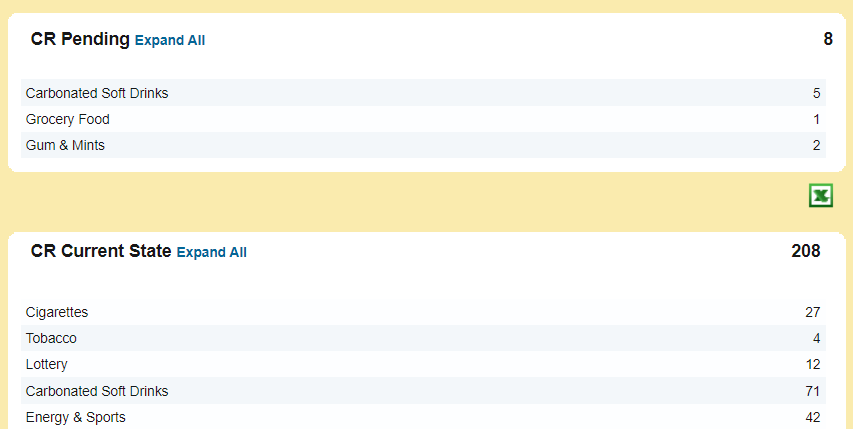 CR Pending Expand All 8
Carbonated Soft Drinks 5
Grocery Food 1
Gum & Mints 2
CR Current State Expand All 208
Cigarettes 27
Tobacco 4
Lottery 12
Carbonated Soft Drinks 71
Energy & Sports 42